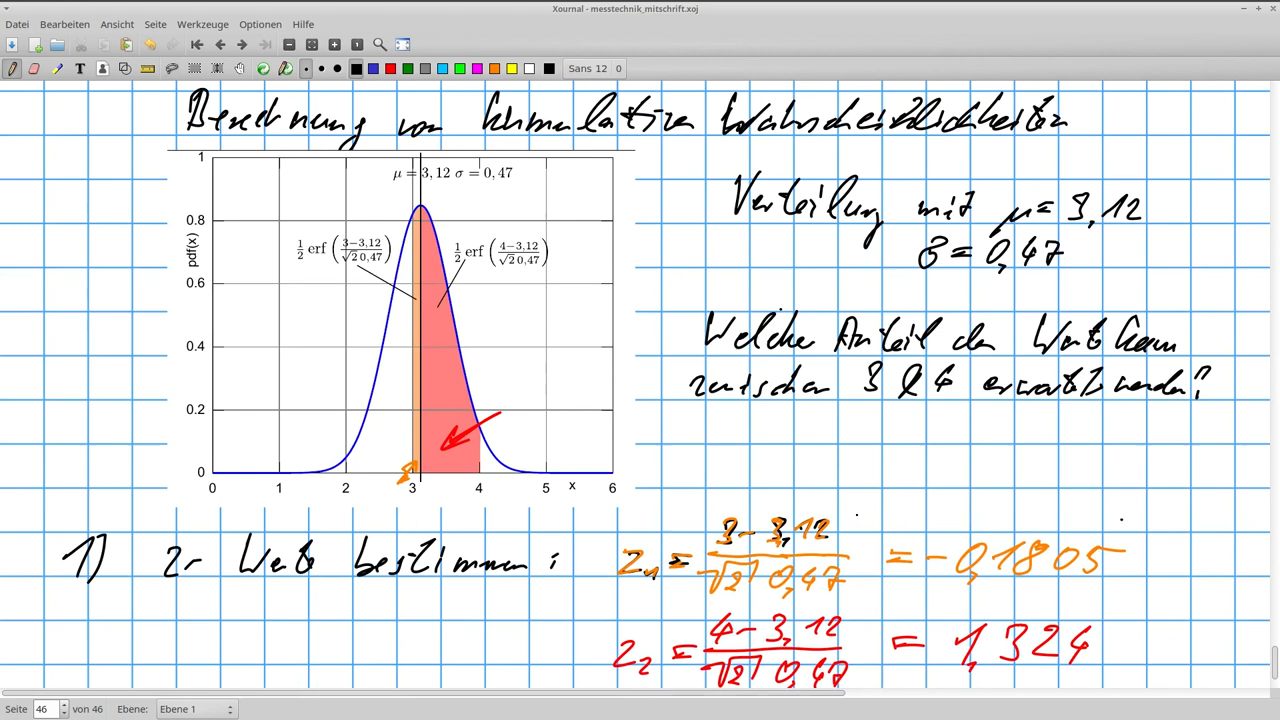 Xournal - messtechnik_mitschrift.xoj
Datei Bearbeiten Ansicht Seite Werkzeuge Optionen Hilfe
Sans 12 0
Berechnung von kumulativen Wahrscheinlichkeiten
μ = 3,12 σ = 0,47
1/2 erf (3−3,12 / √2 0,47)
1/2 erf (4−3,12 / √2 0,47)
pdf(x)
1
0.8
0.6
0.4
0.2
0
0 1 2 3 4 5 x 6
Verteilung mit μ = 3,12
σ = 0,47
Welcher Anteil der Werte kann
zwischen 3 & 4 erwartet werden?
1) z- Werte bestimmen : z₁ = 3 − 3,12 / √2 0,47 = −0,1805
z₂ = 4 − 3,12 / √2 0,47 = 1,324
Seite 46 von 46 Ebene: Ebene 1